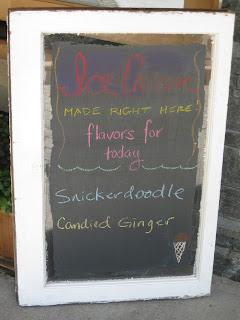 Ice Cream
MADE RIGHT HERE!
flavors for
today
Snickerdoodle
Candied Ginger